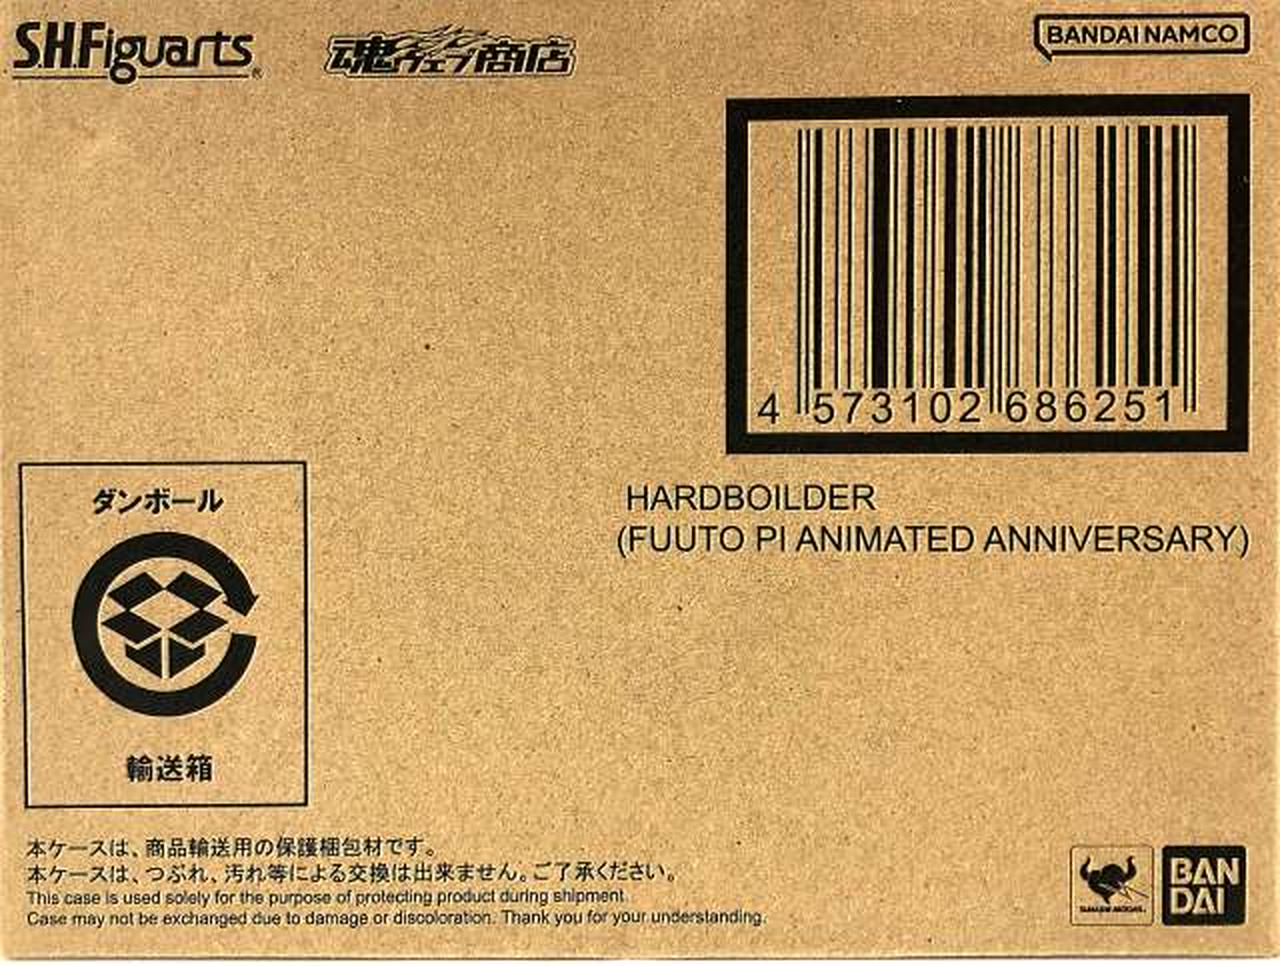 S.H.Figuarts®
魂ウェブ商店
BANDAI NAMCO
4 573102 686251
HARDBOILDER
(FUUTO PI ANIMATED ANNIVERSARY)
ダンボール
輸送箱
本ケースは、商品輸送用の保護梱包材です。
本ケースは、つぶれ、汚れ等による交換は出来ません。ご了承ください。
This case is used solely for the purpose of protecting product during shipment.
Case may not be exchanged due to damage or discoloration. Thank you for your understanding.
BAN
DAI